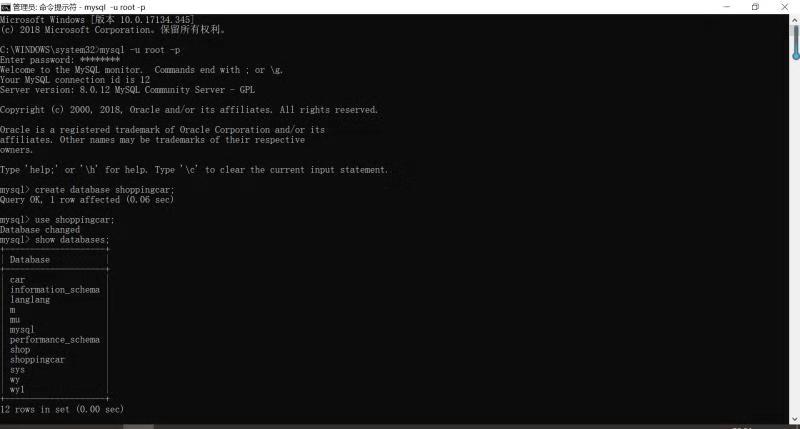 管理员: 命令提示符 - mysql -u root -p
Microsoft Windows [版本 10.0.17134.345]
(c) 2018 Microsoft Corporation。保留所有权利。
C:\WINDOWS\system32>mysql -u root -p
Enter password: ********
Welcome to the MySQL monitor.  Commands end with ; or \g.
Your MySQL connection id is 12
Server version: 8.0.12 MySQL Community Server - GPL
Copyright (c) 2000, 2018, Oracle and/or its affiliates. All rights reserved.
Oracle is a registered trademark of Oracle Corporation and/or its
affiliates. Other names may be trademarks of their respective
owners.
Type 'help;' or '\h' for help. Type '\c' to clear the current input statement.
mysql> create database shoppingcar;
Query OK, 1 row affected (0.06 sec)
mysql> use shoppingcar;
Database changed
mysql> show databases;
+--------------------+
| Database           |
+--------------------+
| car                |
| information_schema |
| langlang           |
| m                  |
| mu                 |
| mysql              |
| performance_schema |
| shop               |
| shoppingcar        |
| sys                |
| wy                 |
| wyl                |
+--------------------+
12 rows in set (0.00 sec)